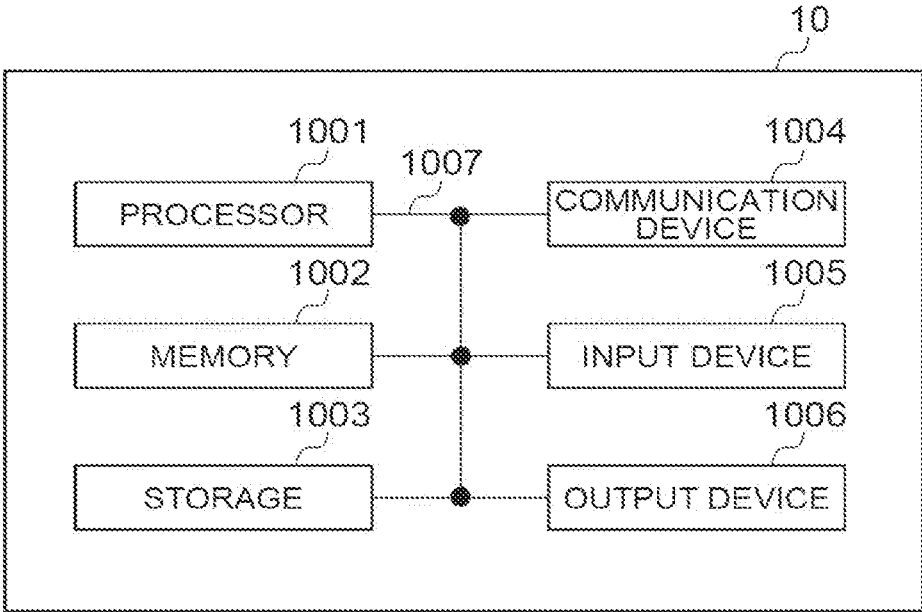 10
1001
1007
1004
PROCESSOR
COMMUNICATION
DEVICE
1002
1005
MEMORY
INPUT DEVICE
1003
1006
STORAGE
OUTPUT DEVICE